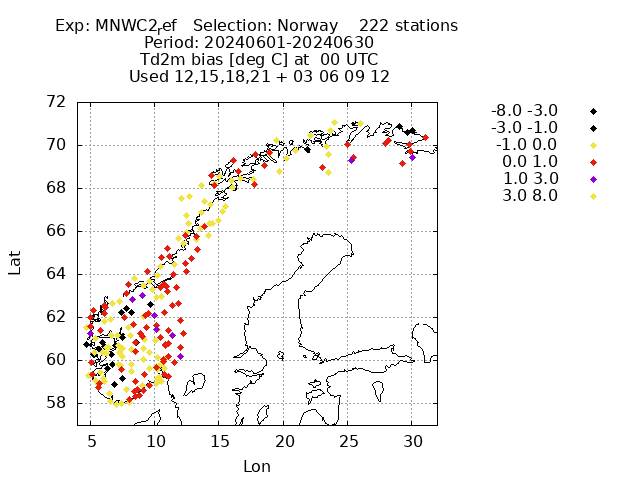 Exp: MNWC2ref Selection: Norway 222 stations
Period: 20240601-20240630
Td2m bias [deg C] at 00 UTC
Used 12,15,18,21 + 03 06 09 12
-8.0 -3.0
-3.0 -1.0
-1.0 0.0
0.0 1.0
1.0 3.0
3.0 8.0
72
70
68
66
64
62
60
58
Lat
5 10 15 20 25 30
Lon